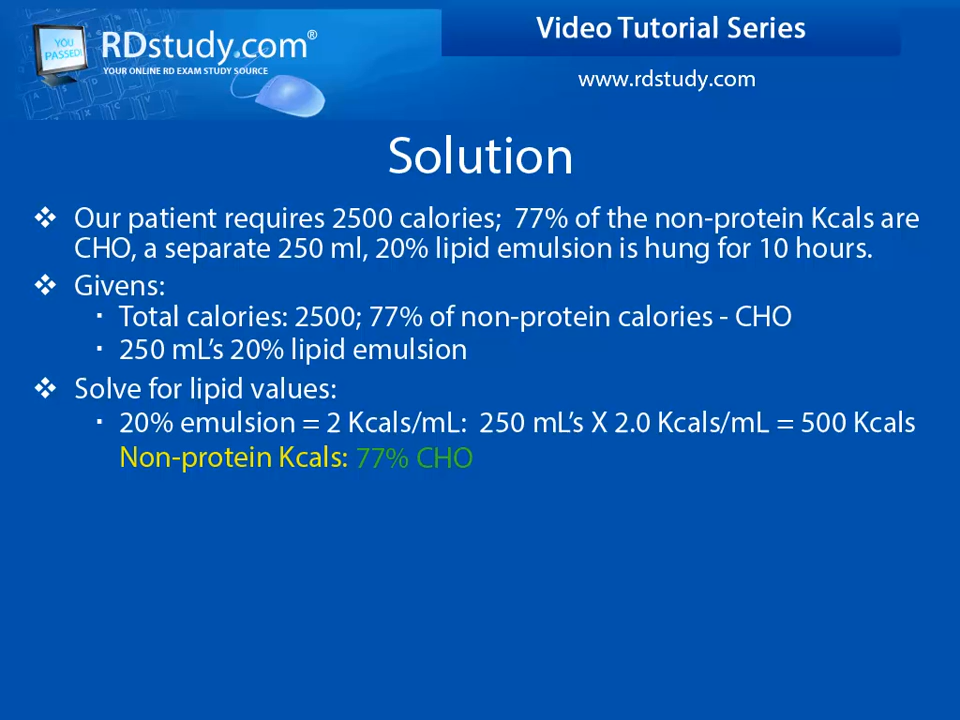 YOU
PASSED!
RDstudy.com®
YOUR ONLINE RD EXAM STUDY SOURCE
Video Tutorial Series
www.rdstudy.com
Solution
❖ Our patient requires 2500 calories;  77% of the non-protein Kcals are
CHO, a separate 250 ml, 20% lipid emulsion is hung for 10 hours.
❖ Givens:
▪ Total calories: 2500; 77% of non-protein calories - CHO
▪ 250 mL's 20% lipid emulsion
❖ Solve for lipid values:
▪ 20% emulsion = 2 Kcals/mL:  250 mL's X 2.0 Kcals/mL = 500 Kcals
Non-protein Kcals: 77% CHO